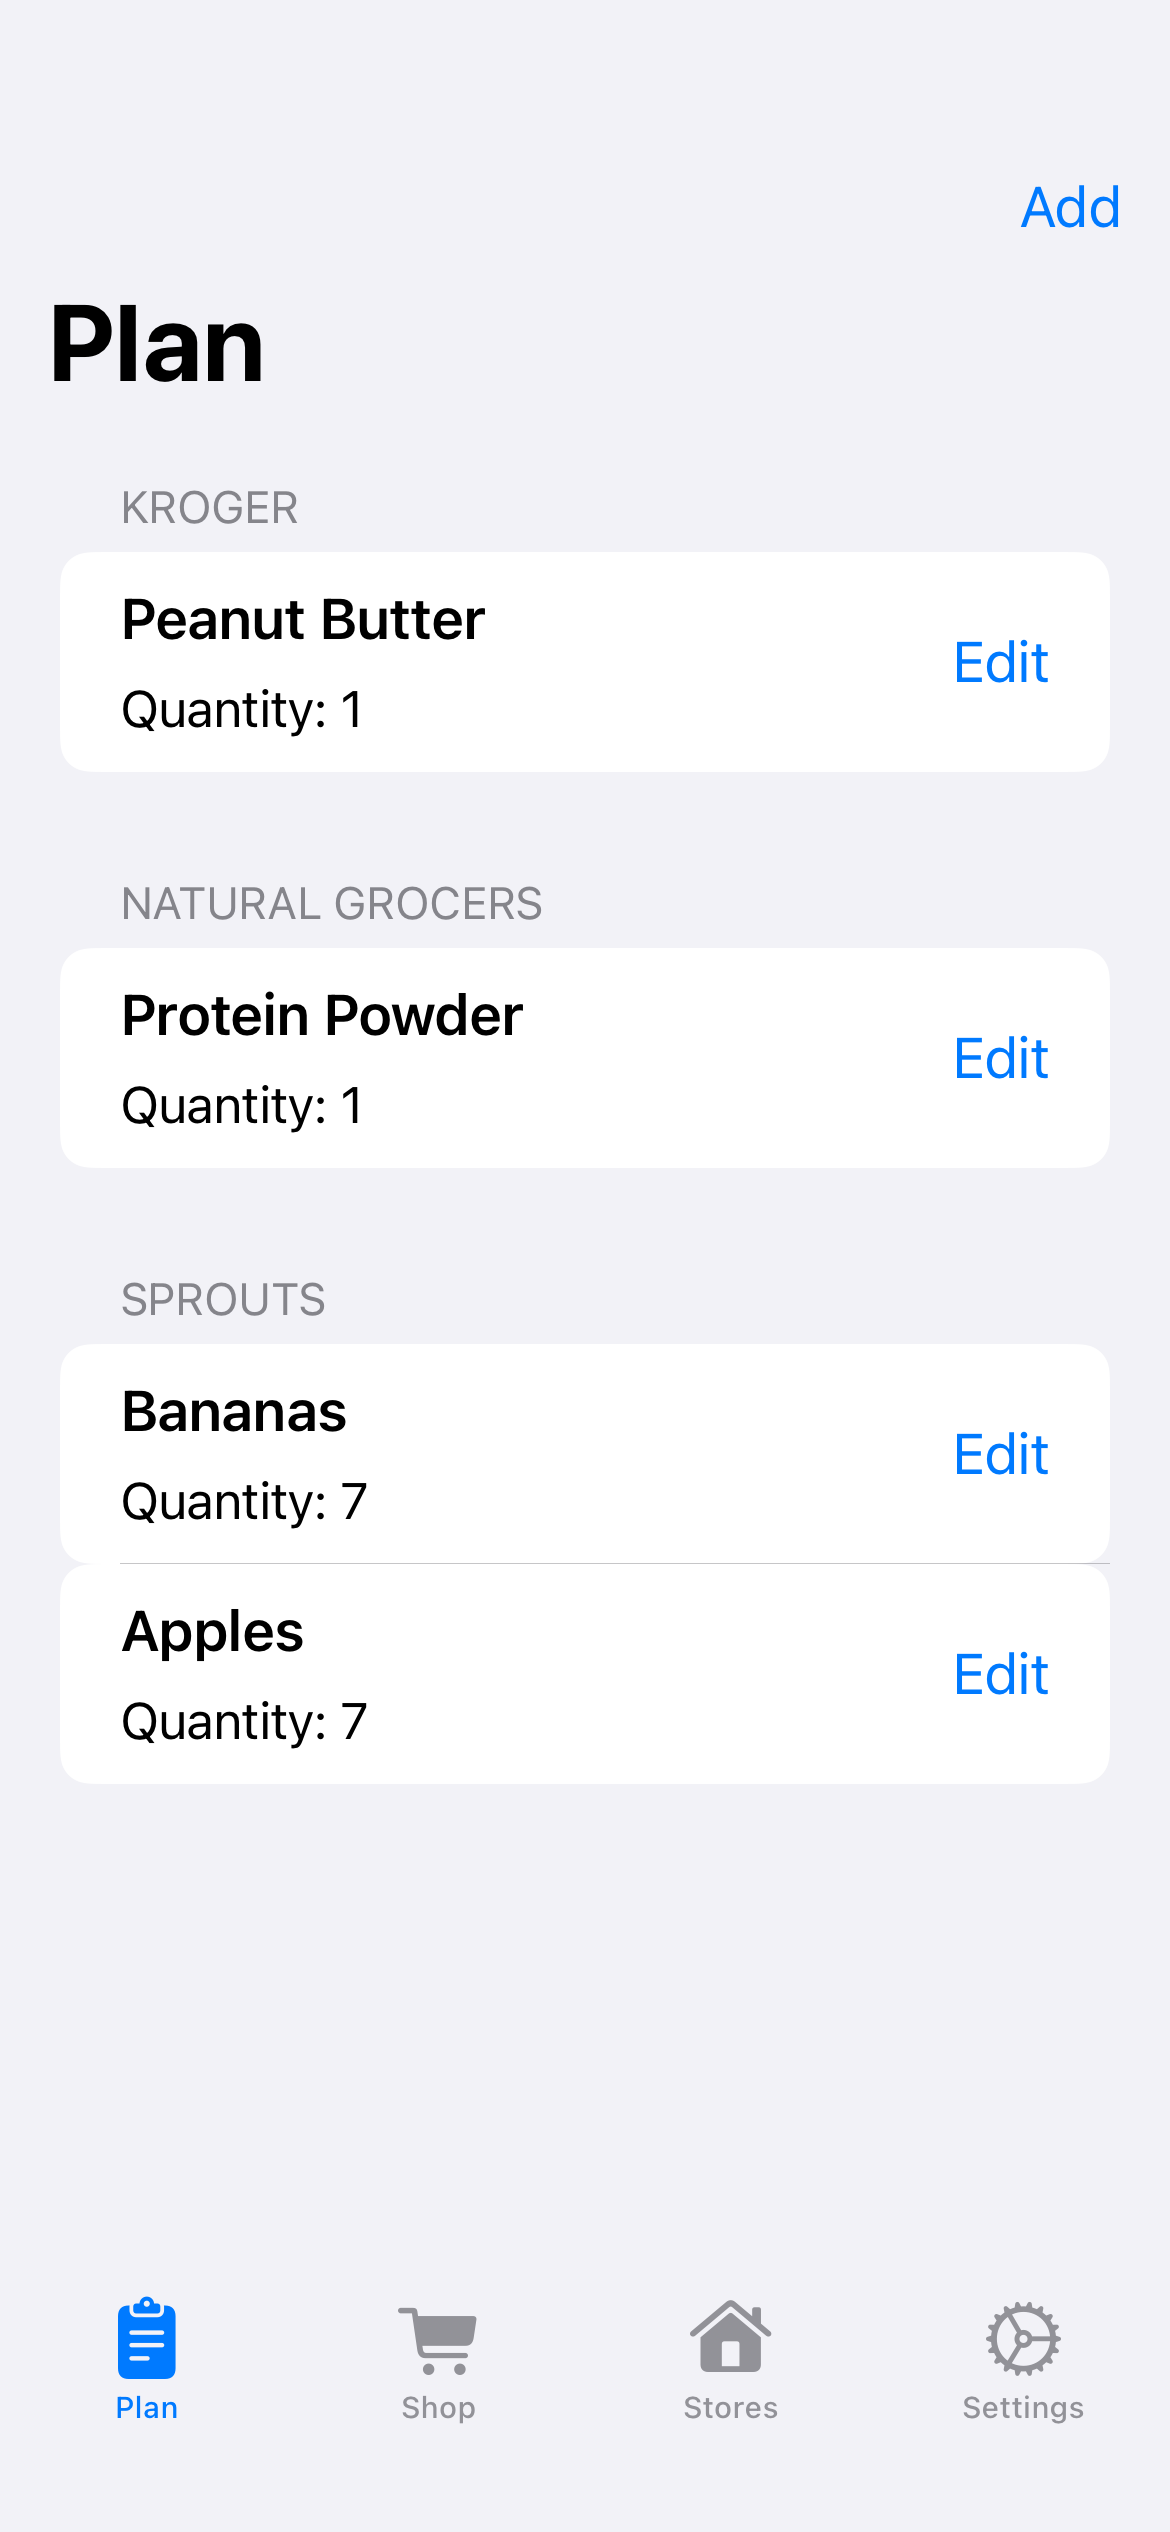 Add
Plan
KROGER
Peanut Butter
Edit
Quantity: 1
NATURAL GROCERS
Protein Powder
Edit
Quantity: 1
SPROUTS
Bananas
Edit
Quantity: 7
Apples
Edit
Quantity: 7
Plan Shop Stores Settings